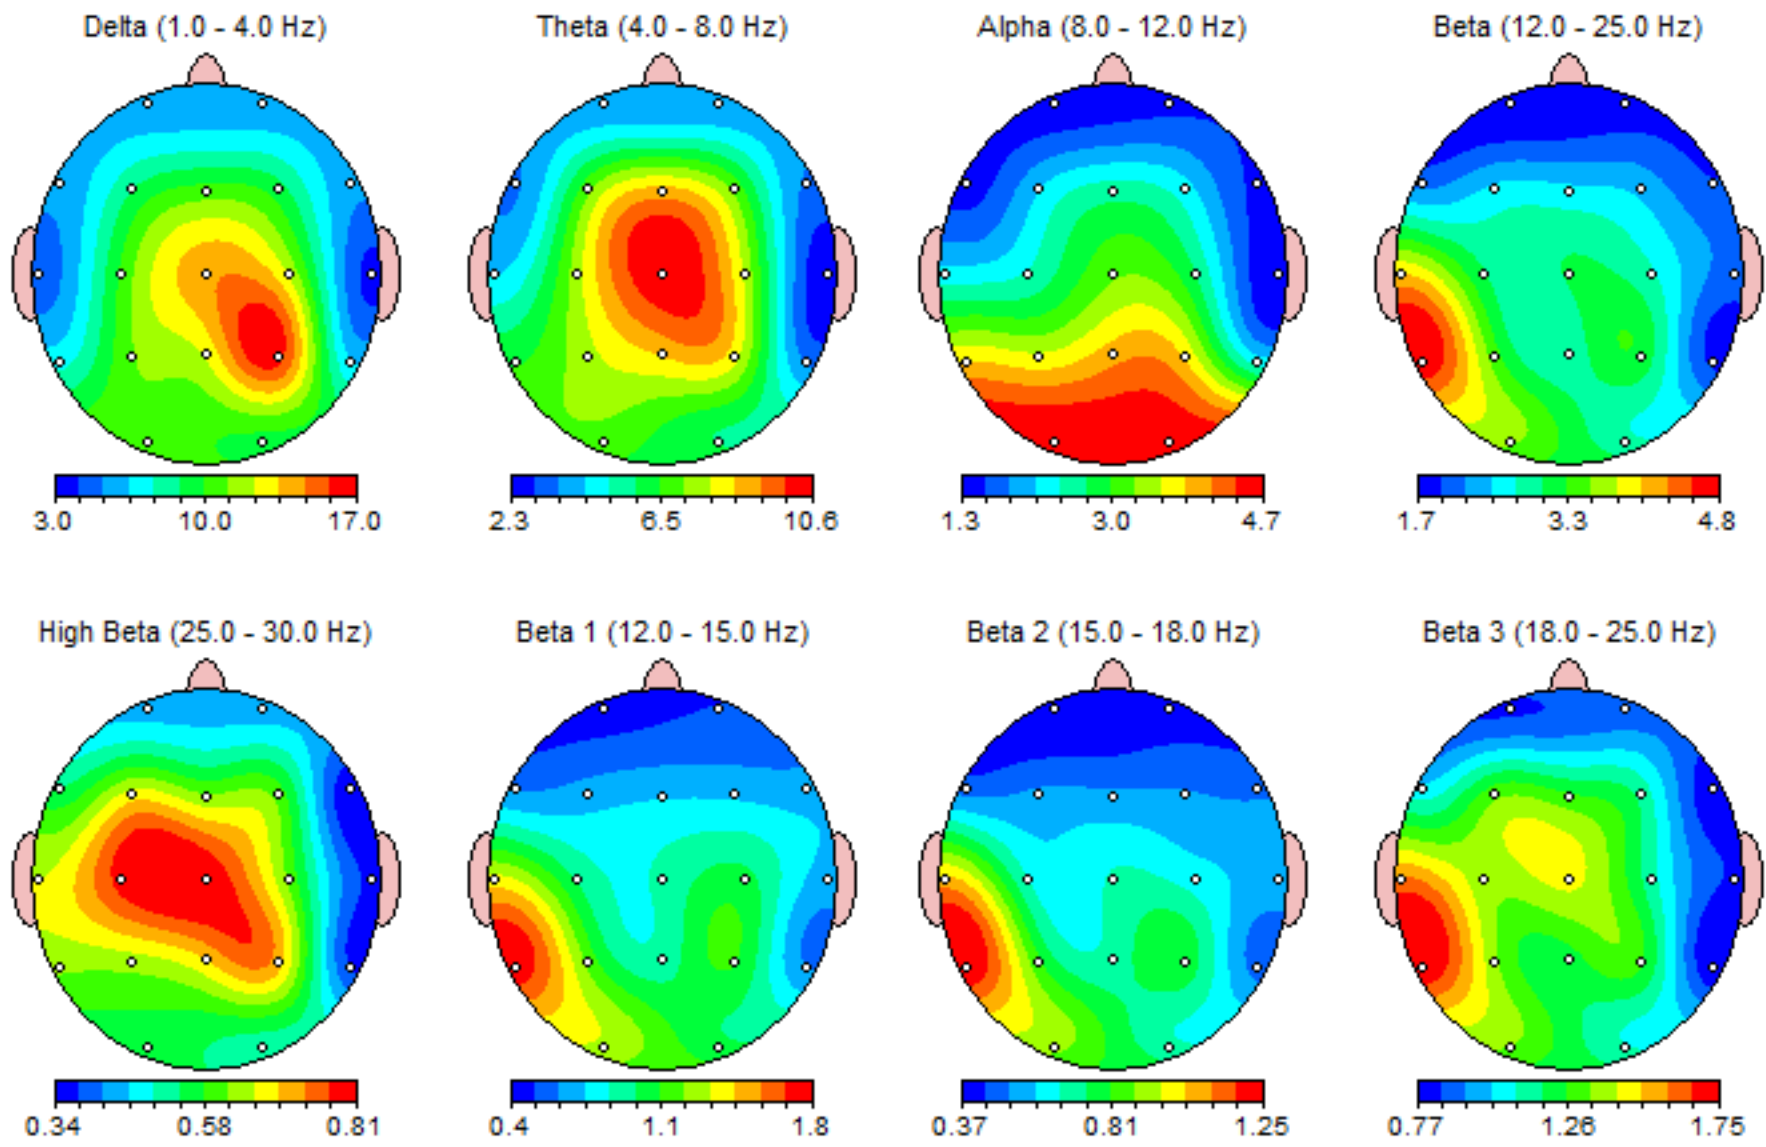 Delta (1.0 - 4.0 Hz) Theta (4.0 - 8.0 Hz) Alpha (8.0 - 12.0 Hz) Beta (12.0 - 25.0 Hz)
3.0 10.0 17.0 2.3 6.5 10.6 1.3 3.0 4.7 1.7 3.3 4.8
High Beta (25.0 - 30.0 Hz) Beta 1 (12.0 - 15.0 Hz) Beta 2 (15.0 - 18.0 Hz) Beta 3 (18.0 - 25.0 Hz)
0.34 0.58 0.81 0.4 1.1 1.8 0.37 0.81 1.25 0.77 1.26 1.75